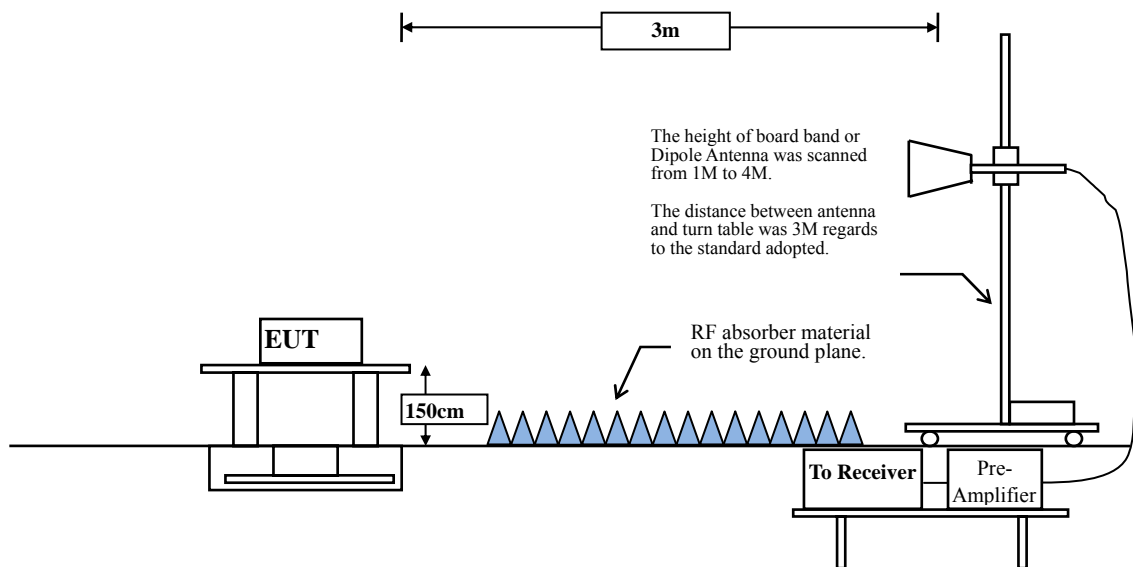 3m
The height of board band or
Dipole Antenna was scanned
from 1M to 4M.
The distance between antenna
and turn table was 3M regards
to the standard adopted.
EUT
RF absorber material
on the ground plane.
150cm
To Receiver
Pre-
Amplifier